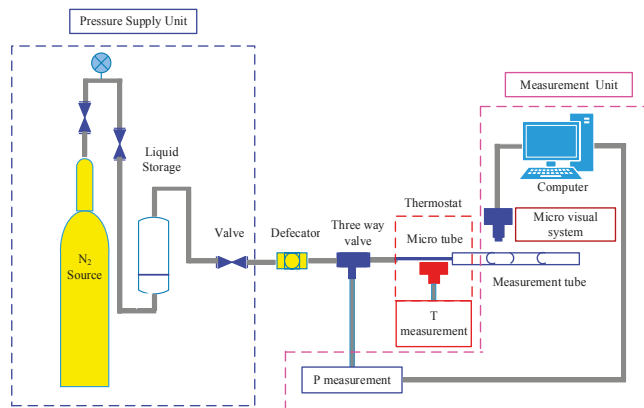 Pressure Supply Unit
Measurement Unit
Liquid
Storage
Computer
Thermostat
Valve
Defecator
Three way
valve
Micro tube
Micro visual
system
N2
Source
Measurement tube
T
measurement
P measurement